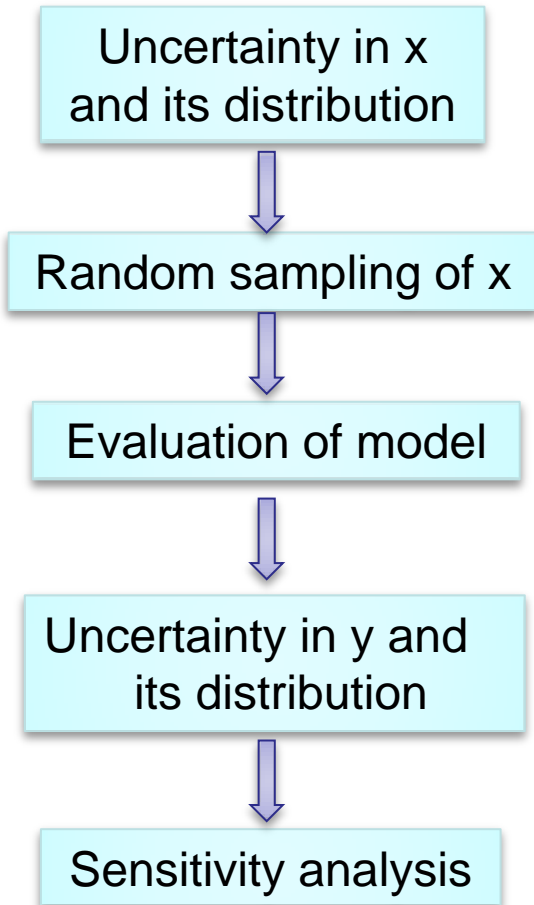 Uncertainty in x
and its distribution
Random sampling of x
Evaluation of model
Uncertainty in y and
its distribution
Sensitivity analysis